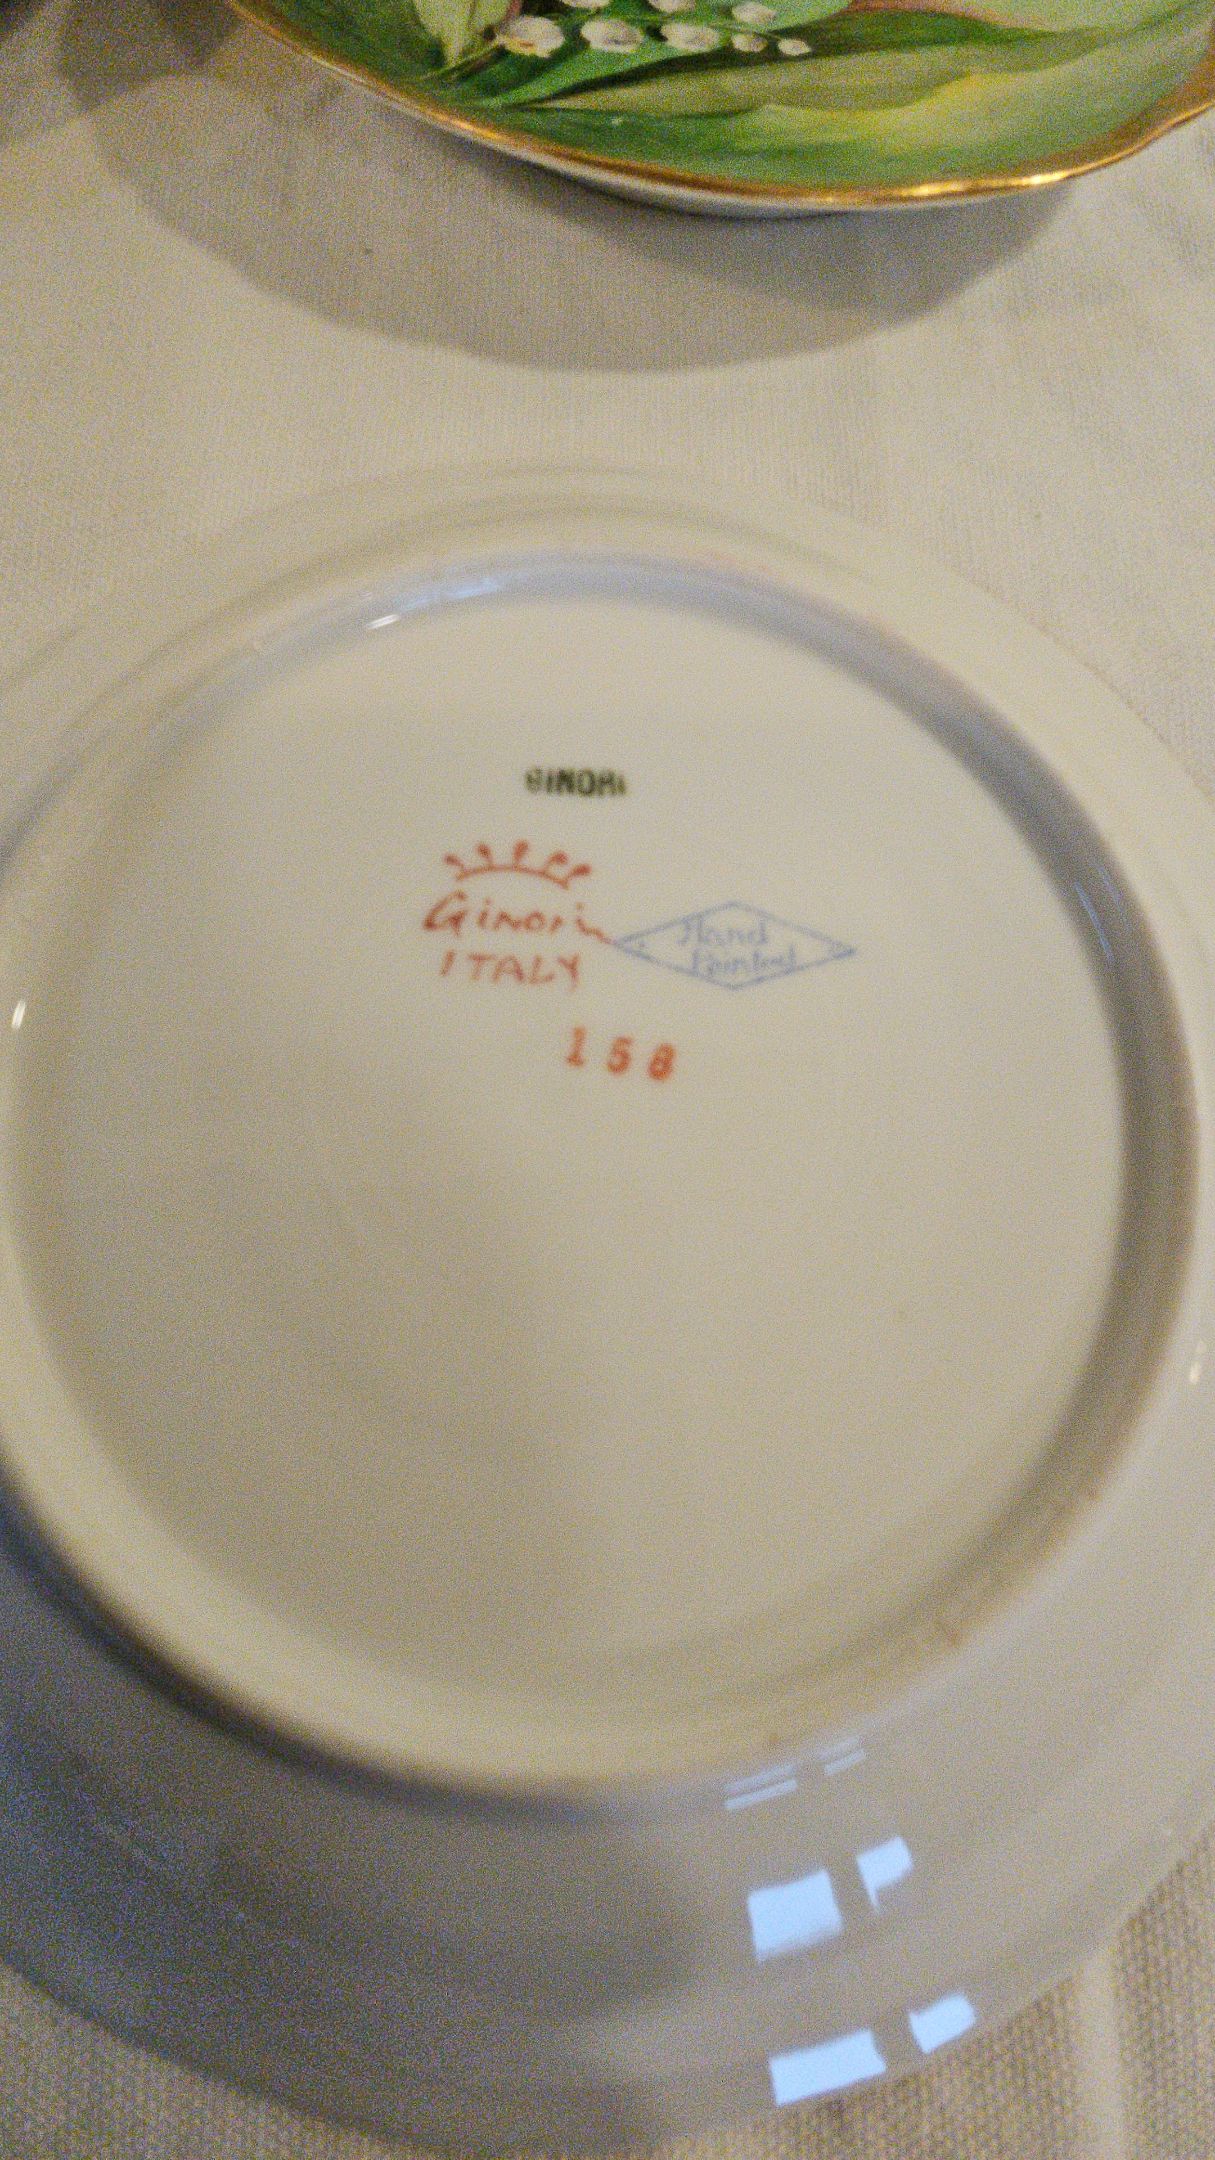 GINORI
Ginori
ITALY
Hand
Painted
158